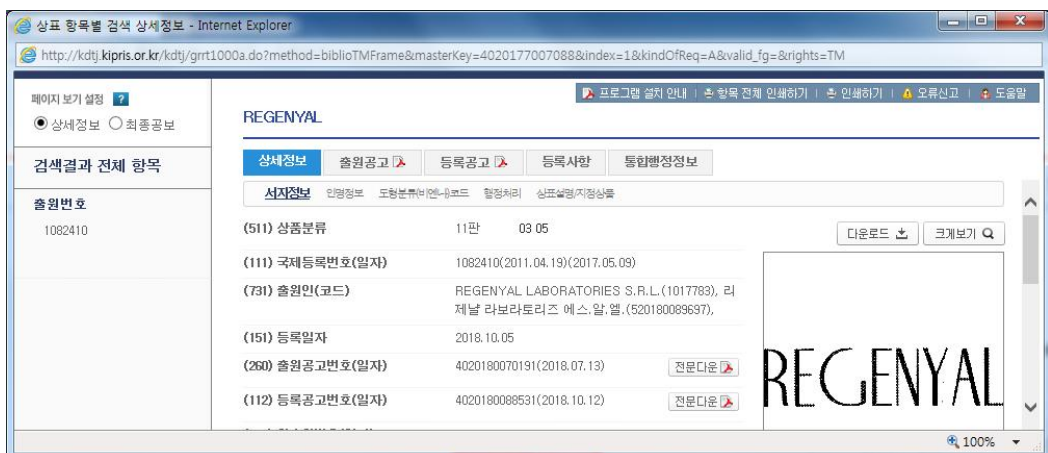 상표 항목별 검색 상세정보 - Internet Explorer
http://kdtj.kipris.or.kr/kdtj/grrt1000a.do?method=biblioTMFrame&masterKey=4020177007088&index=1&kindOfReq=A&valid_fg=&rights=TM
페이지 보기 설정 ?
프로그램 설치 안내 | 항목 전체 인쇄하기 | 인쇄하기 | 오류신고 | 도움말
상세정보 최종공보
REGENYAL
검색결과 전체 항목
상세정보 출원공고 등록공고 등록사항 통합행정정보
서지정보 인명정보 도형분류(비엔나)코드 행정처리 상표설명/지정상품
출원번호
1082410
(511) 상품분류 11판 03 05
다운로드 크게보기
(111) 국제등록번호(일자) 1082410(2011.04.19)(2017.05.09)
(731) 출원인(코드) REGENYAL LABORATORIES S.R.L.(1017783), 리
제냘 라보라토리즈 에스.알.엘.(520180089697),
(151) 등록일자 2018.10.05
(260) 출원공고번호(일자) 4020180070191(2018.07.13) 전문다운
(112) 등록공고번호(일자) 4020180088531(2018.10.12) 전문다운
REGENYAL
100%